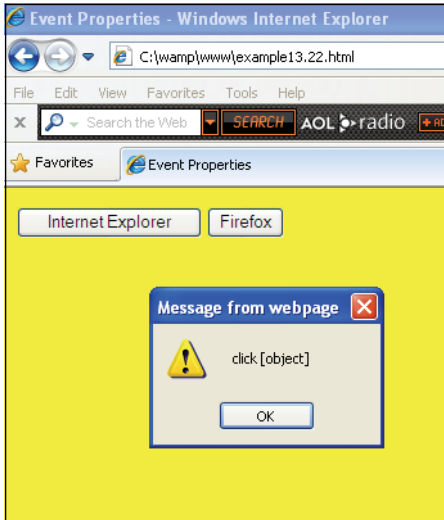 Event Properties - Windows Internet Explorer
C:\wamp\www\example13.22.html
File Edit View Favorites Tools Help
x Search the Web SEARCH AOL radio + AD
Favorites Event Properties
Internet Explorer Firefox
Message from webpage
click [object]
OK